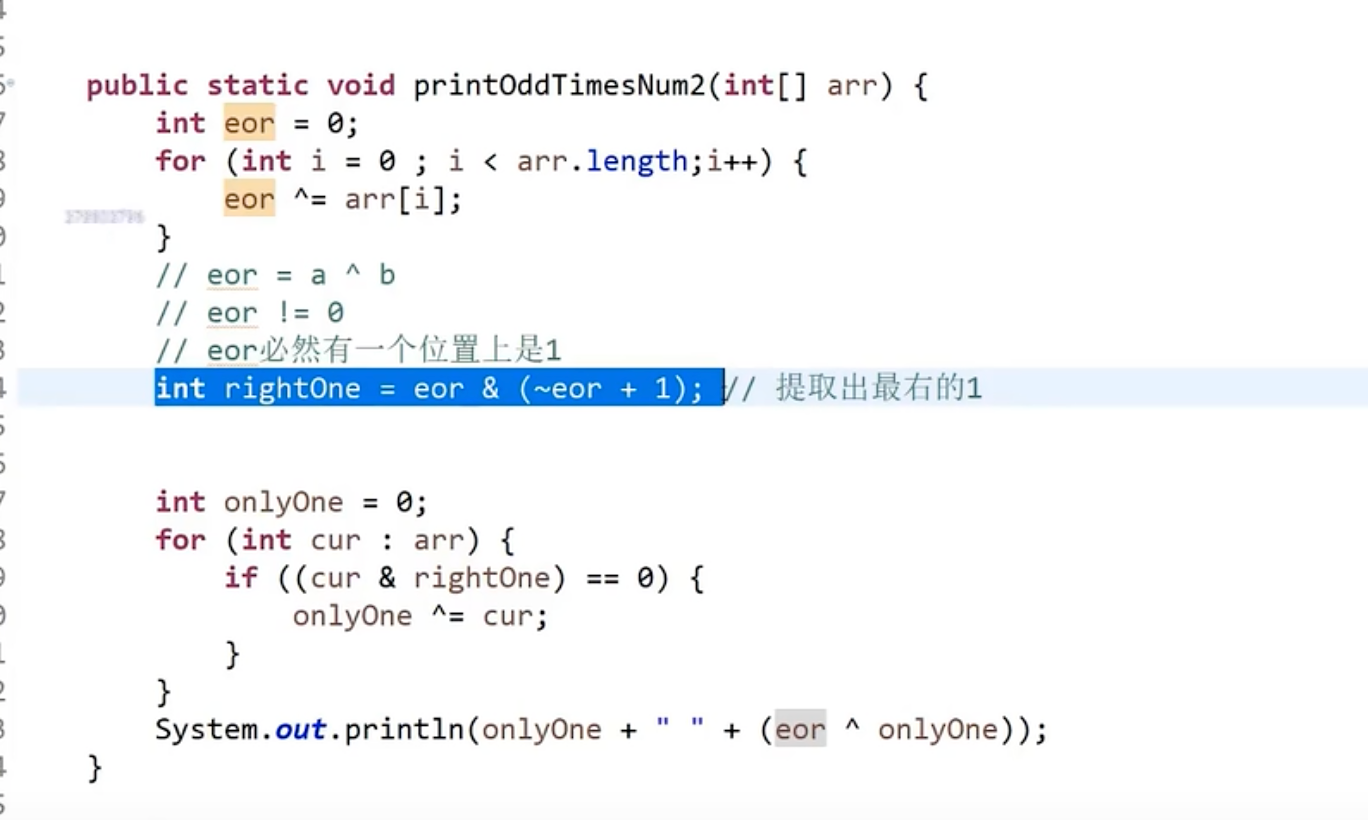 public static void printOddTimesNum2(int[] arr) {
int eor = 0;
for (int i = 0 ; i < arr.length;i++) {
eor ^= arr[i];
}
// eor = a ^ b
// eor != 0
// eor必然有一个位置上是1
int rightOne = eor & (~eor + 1); // 提取出最右的1
int onlyOne = 0;
for (int cur : arr) {
if ((cur & rightOne) == 0) {
onlyOne ^= cur;
}
}
System.out.println(onlyOne + " " + (eor ^ onlyOne));
}